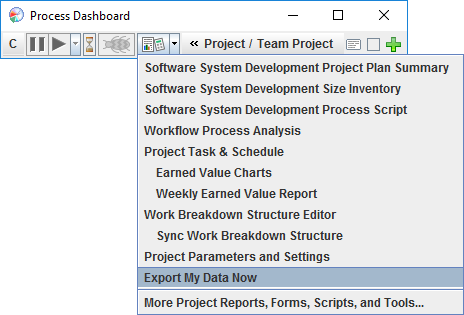 Process Dashboard
C « Project / Team Project
Software System Development Project Plan Summary
Software System Development Size Inventory
Software System Development Process Script
Workflow Process Analysis
Project Task & Schedule
Earned Value Charts
Weekly Earned Value Report
Work Breakdown Structure Editor
Sync Work Breakdown Structure
Project Parameters and Settings
Export My Data Now
More Project Reports, Forms, Scripts, and Tools...